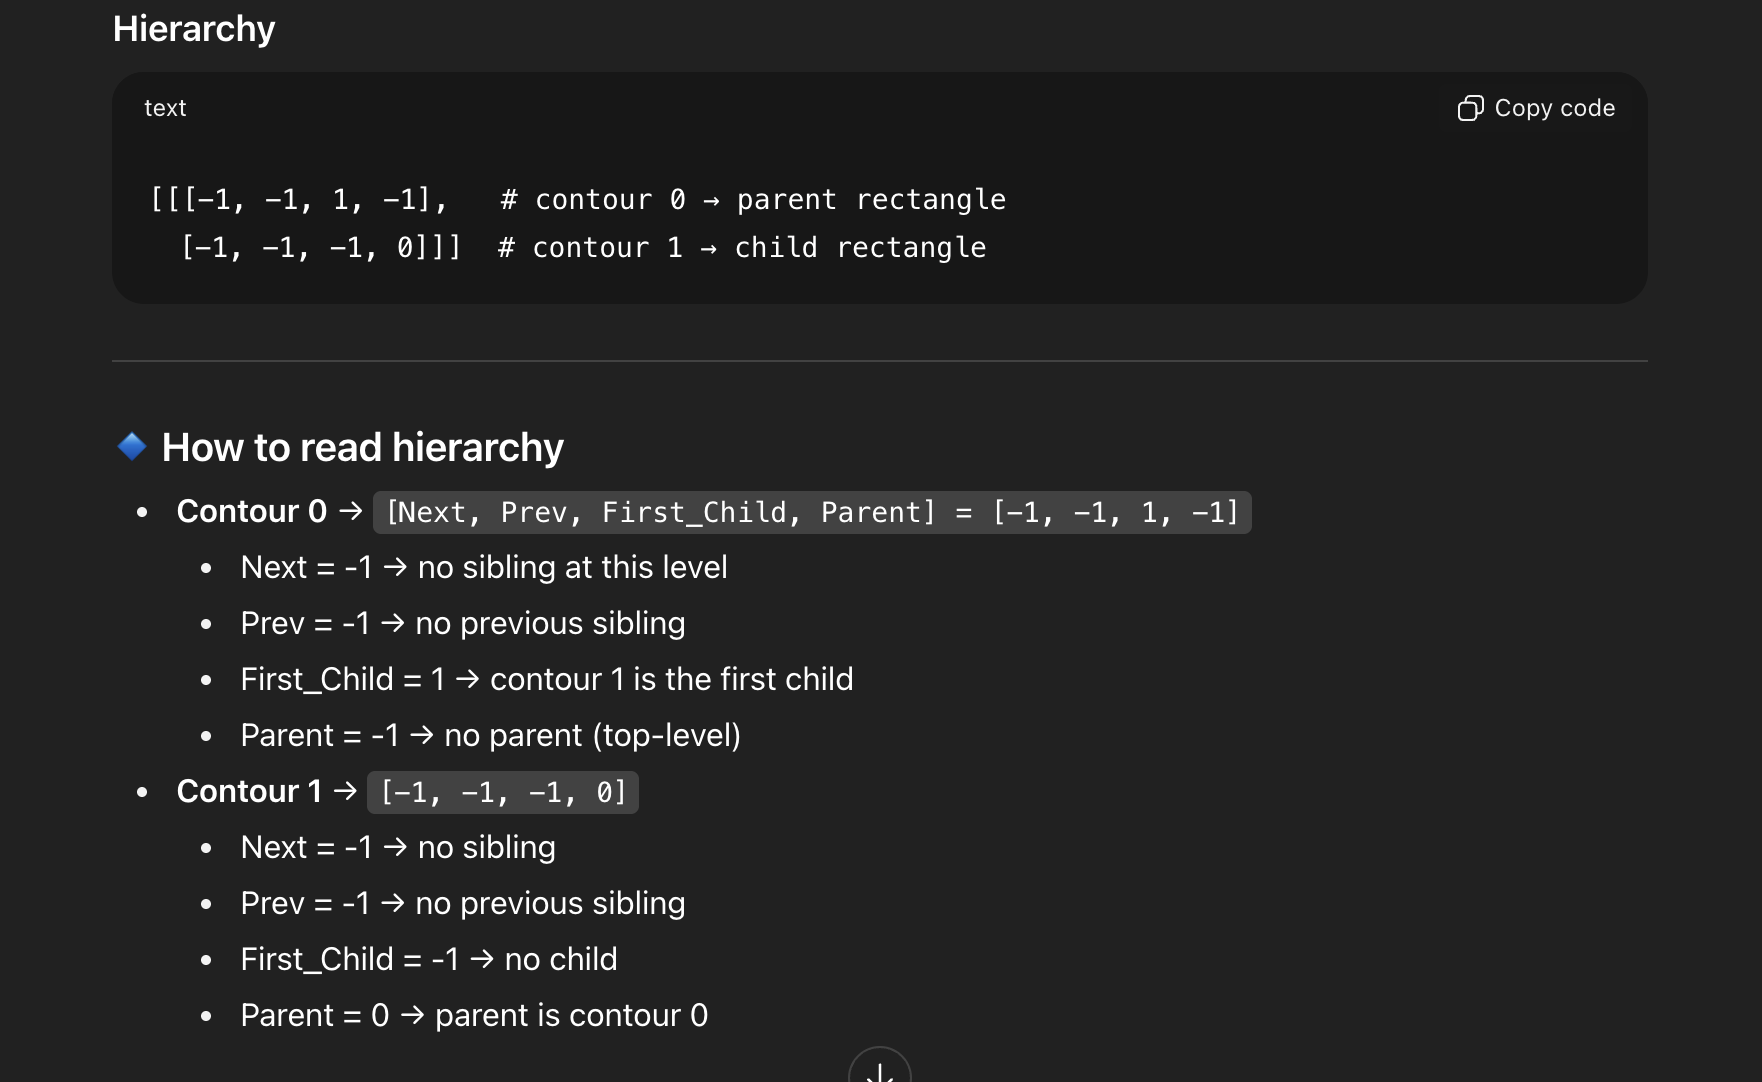 Hierarchy
text
Copy code
[[[-1, -1, 1, -1],   # contour 0 → parent rectangle
  [-1, -1, -1, 0]]]  # contour 1 → child rectangle
How to read hierarchy
• Contour 0 → [Next, Prev, First_Child, Parent] = [-1, -1, 1, -1]
• Next = -1 → no sibling at this level
• Prev = -1 → no previous sibling
• First_Child = 1 → contour 1 is the first child
• Parent = -1 → no parent (top-level)
• Contour 1 → [-1, -1, -1, 0]
• Next = -1 → no sibling
• Prev = -1 → no previous sibling
• First_Child = -1 → no child
• Parent = 0 → parent is contour 0